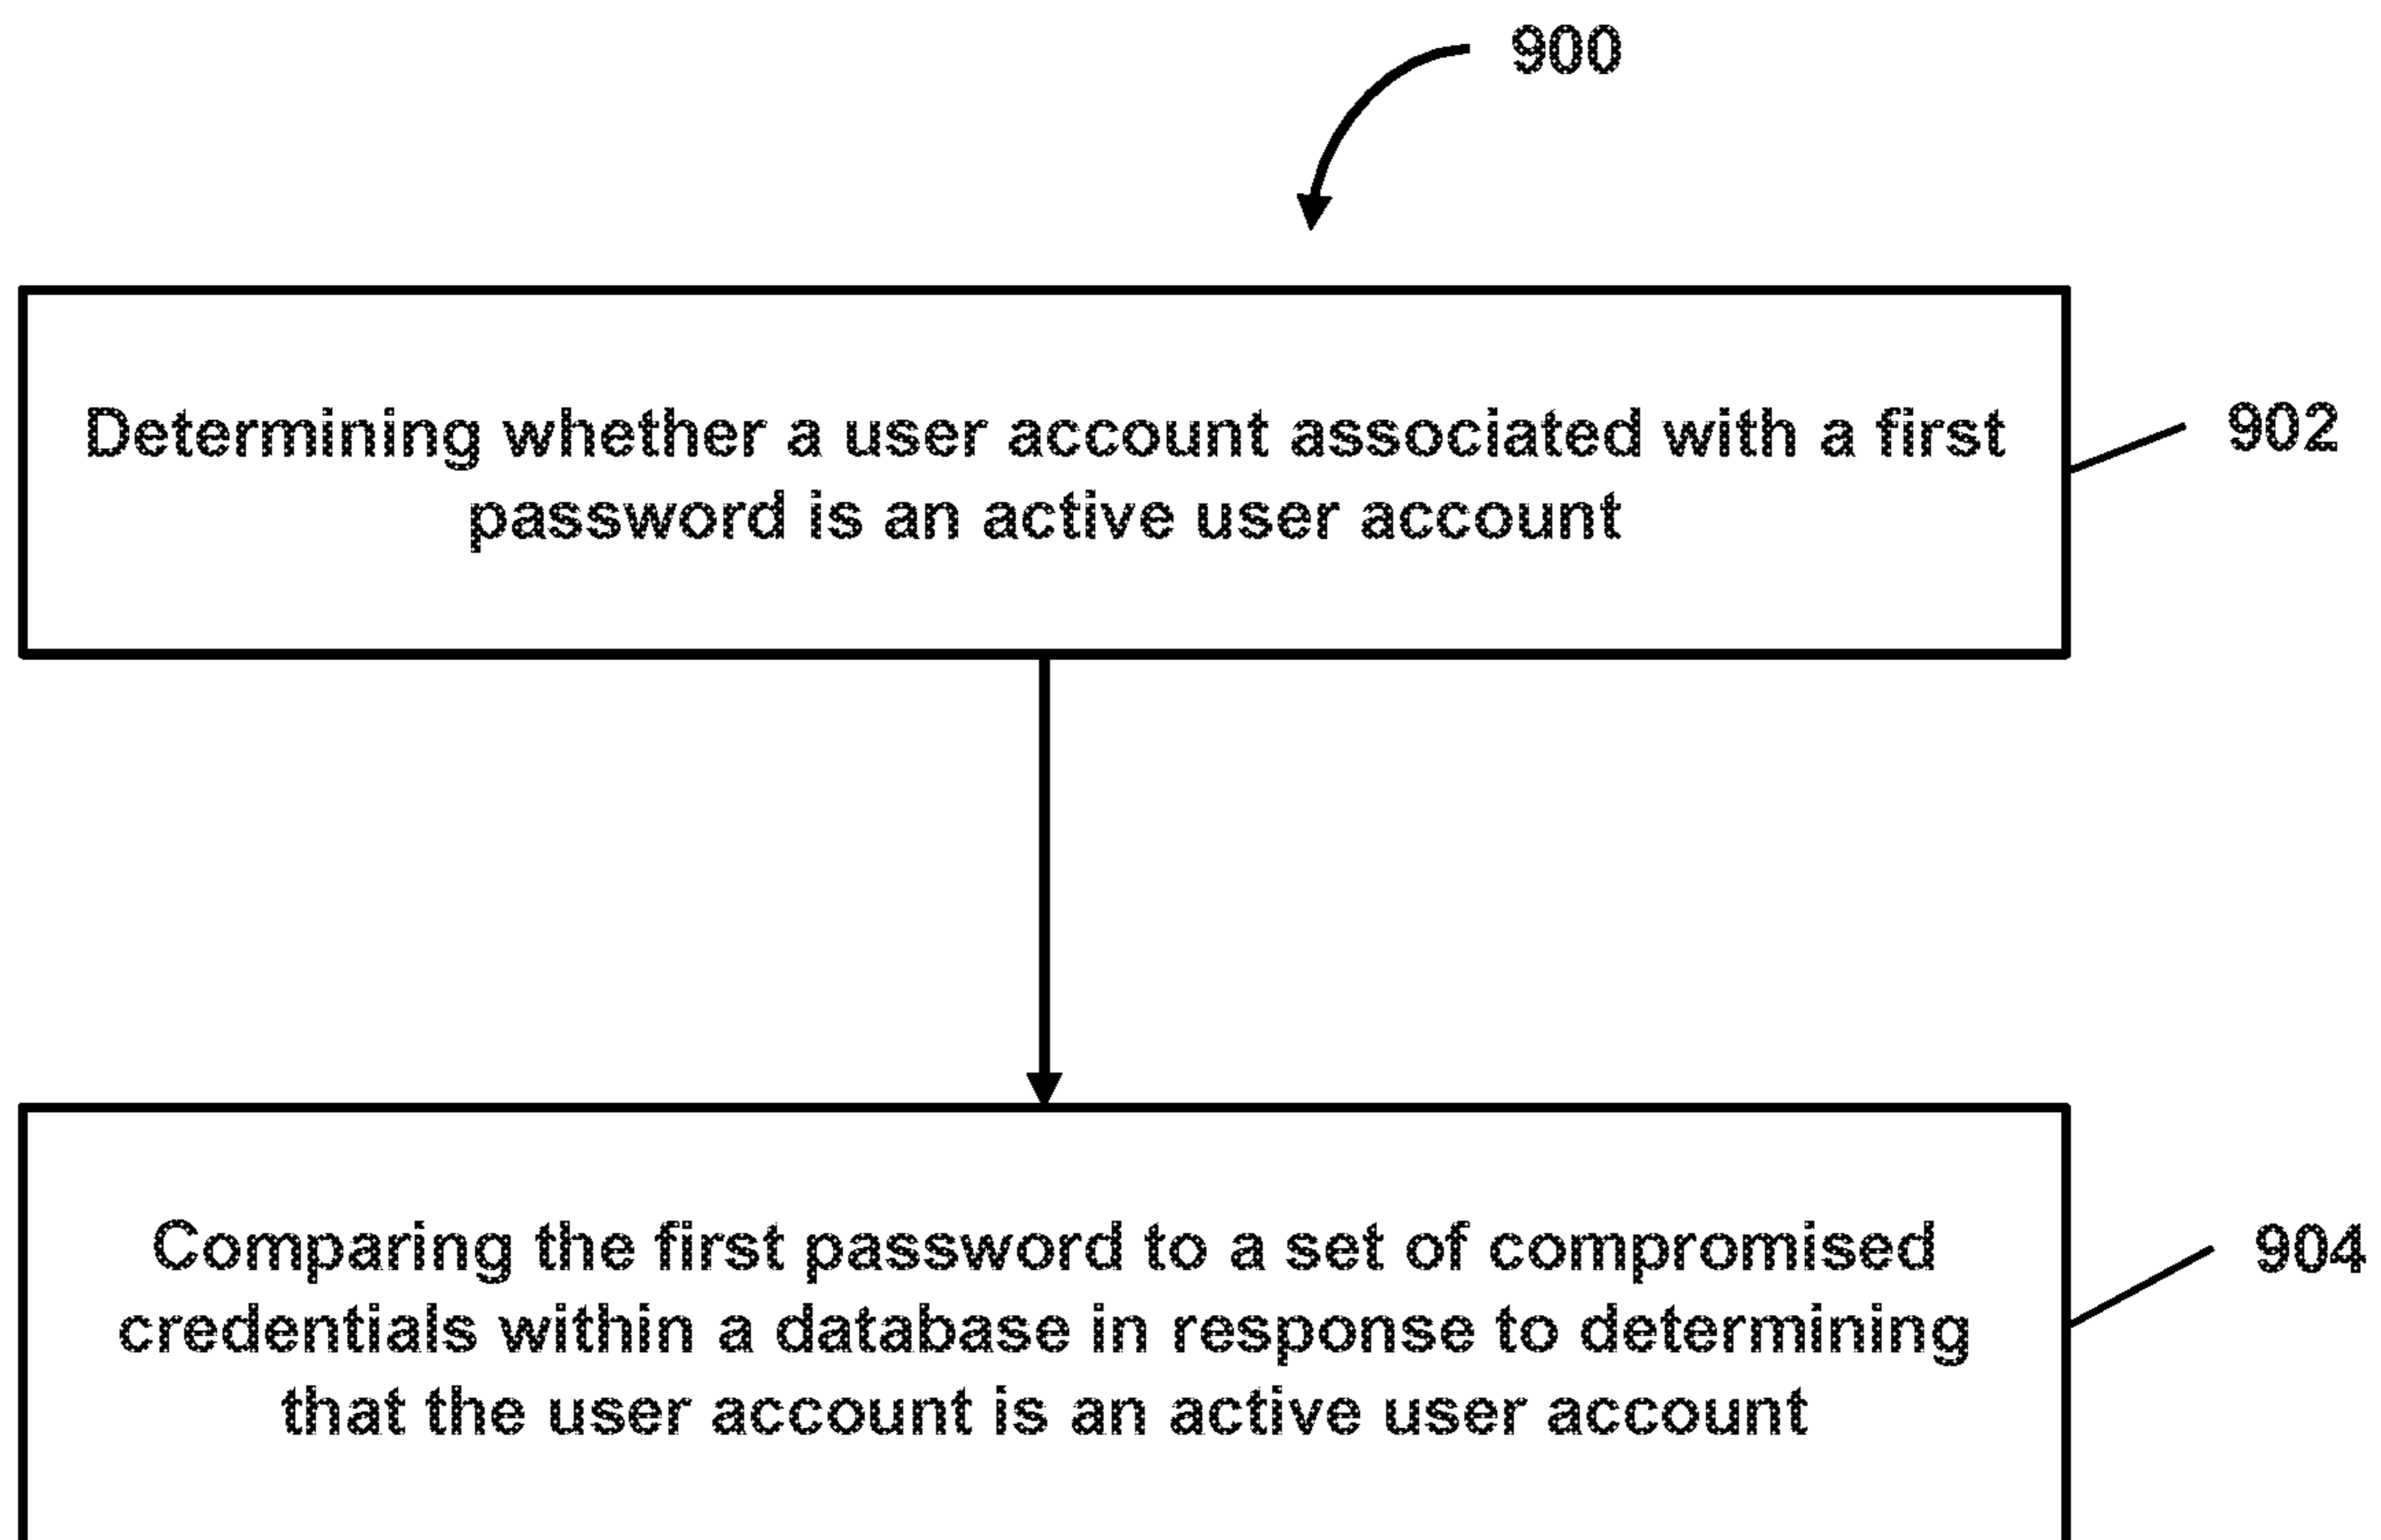 900
Determining whether a user account associated with a first
password is an active user account
902
Comparing the first password to a set of compromised
credentials within a database in response to determining
that the user account is an active user account
904